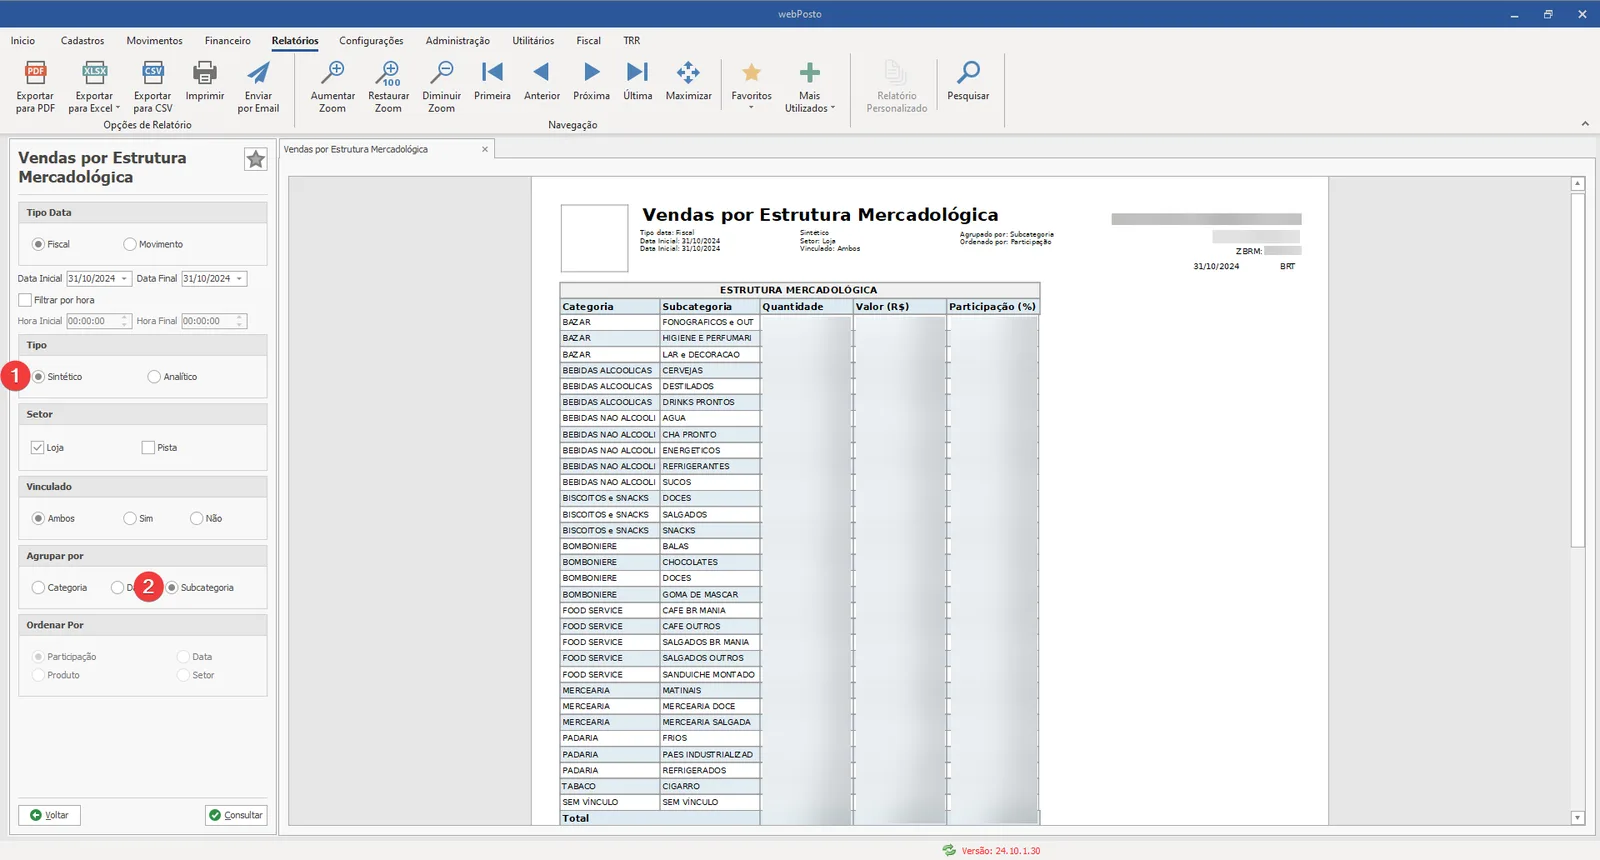 webPosto
Inicio Cadastros Movimentos Financeiro Relatórios Configurações Administração Utilitários Fiscal TRR
PDF XLSX CSV 100
Exportar para PDF
Exportar para Excel
Exportar para CSV
Imprimir
Enviar por Email
Aumentar Zoom
Restaurar Zoom
Diminuir Zoom
Primeira
Anterior
Próxima
Última
Maximizar
Favoritos
Mais Utilizados
Relatório Personalizado
Pesquisar
Opções de Relatório
Navegação
Vendas por Estrutura
Mercadológica
Tipo Data
Fiscal Movimento
Data Inicial 31/10/2024 Data Final 31/10/2024
Filtrar por hora
Hora Inicial 00:00:00 Hora Final 00:00:00
Tipo
1 Sintético Analítico
Setor
Loja Pista
Vinculado
Ambos Sim Não
Agrupar por
Categoria 2 Subcategoria
Ordenar Por
Participação Data
Produto Setor
Voltar Consultar
Vendas por Estrutura Mercadológica
Vendas por Estrutura Mercadológica
Tipo data: Fiscal Sintetico Agrupado por: Subcategoria
Data Inicial: 31/10/2024 Setor: Loja Ordenado por: Participação
Data Inicial: 31/10/2024 Vinculado: Ambos
ZBRM:
31/10/2024 BRT
ESTRUTURA MERCADOLÓGICA
Categoria Subcategoria Quantidade Valor (R$) Participação (%)
BAZAR FONOGRAFICOS e OUT
BAZAR HIGIENE E PERFUMARI
BAZAR LAR e DECORACAO
BEBIDAS ALCOOLICAS CERVEJAS
BEBIDAS ALCOOLICAS DESTILADOS
BEBIDAS ALCOOLICAS DRINKS PRONTOS
BEBIDAS NAO ALCOOLI AGUA
BEBIDAS NAO ALCOOLI CHA PRONTO
BEBIDAS NAO ALCOOLI ENERGETICOS
BEBIDAS NAO ALCOOLI REFRIGERANTES
BEBIDAS NAO ALCOOLI SUCOS
BISCOITOS e SNACKS DOCES
BISCOITOS e SNACKS SALGADOS
BISCOITOS e SNACKS SNACKS
BOMBONIERE BALAS
BOMBONIERE CHOCOLATES
BOMBONIERE DOCES
BOMBONIERE GOMA DE MASCAR
FOOD SERVICE CAFE BR MANIA
FOOD SERVICE CAFE OUTROS
FOOD SERVICE SALGADOS BR MANIA
FOOD SERVICE SALGADOS OUTROS
FOOD SERVICE SANDUICHE MONTADO
MERCEARIA MATINAIS
MERCEARIA MERCEARIA DOCE
MERCEARIA MERCEARIA SALGADA
PADARIA FRIOS
PADARIA PAES INDUSTRIALIZAD
PADARIA REFRIGERADOS
TABACO CIGARRO
SEM VÍNCULO SEM VÍNCULO
Total
Versão: 24.10.1.30